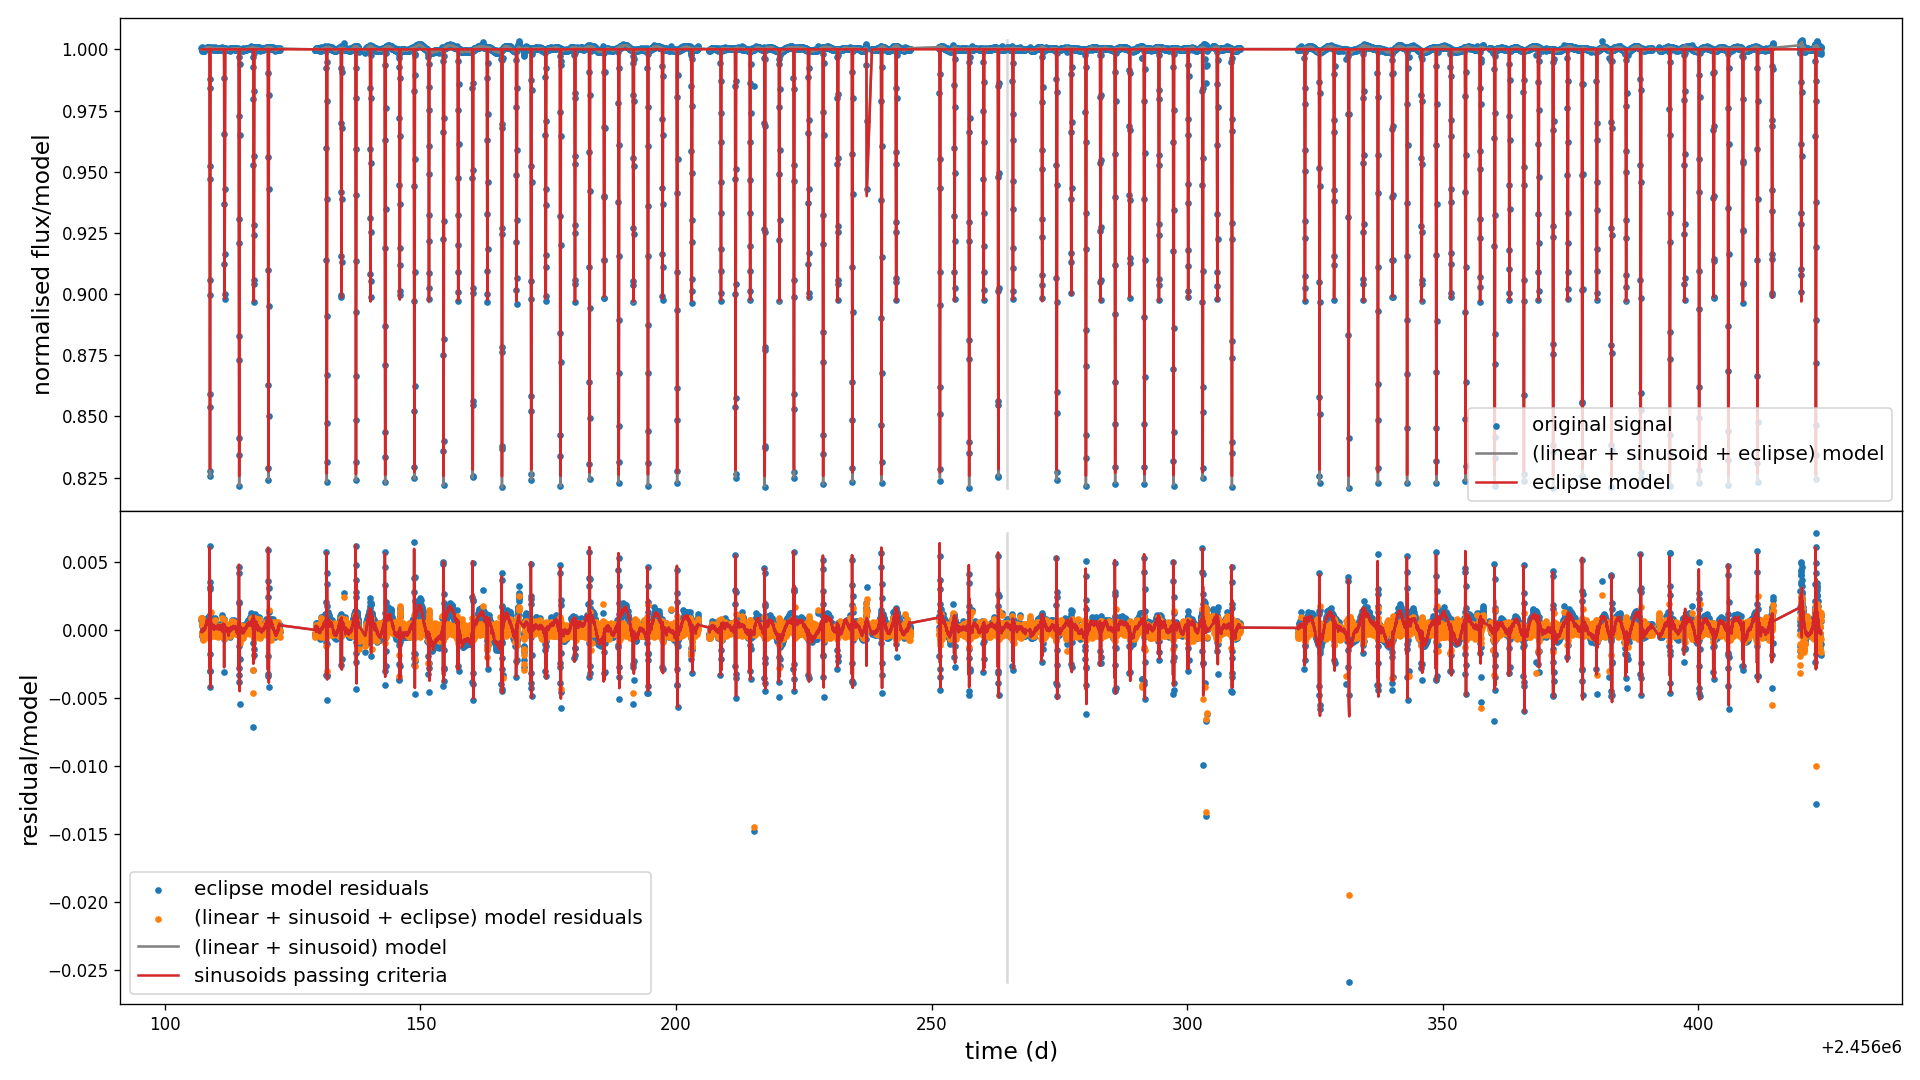 1.000
0.975
0.950
0.925
0.900
0.875
0.850
0.825
normalised flux/model
original signal
(linear + sinusoid + eclipse) model
eclipse model
0.005
0.000
−0.005
−0.010
−0.015
−0.020
−0.025
residual/model
eclipse model residuals
(linear + sinusoid + eclipse) model residuals
(linear + sinusoid) model
sinusoids passing criteria
100 150 200 250 300 350 400
time (d)
+2.456e6